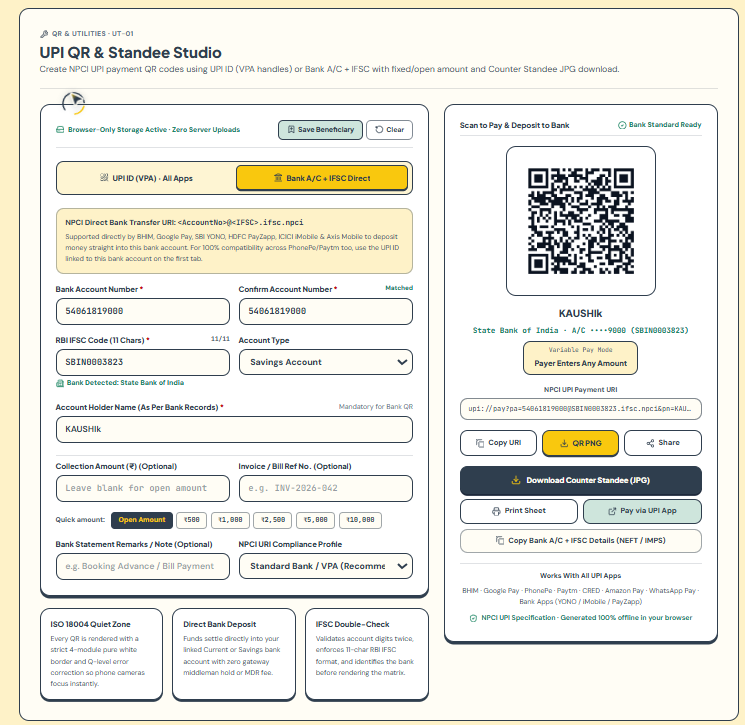 QR & UTILITIES · UT-01
UPI QR & Standee Studio
Create NPCI UPI payment QR codes using UPI ID (VPA handles) or Bank A/C + IFSC with fixed/open amount and Counter Standee JPG download.
Browser-Only Storage Active · Zero Server Uploads
Save Beneficiary
Clear
UPI ID (VPA) · All Apps
Bank A/C + IFSC Direct
NPCI Direct Bank Transfer URI: <AccountNo>@<IFSC>.ifsc.npci
Supported directly by BHIM, Google Pay, SBI YONO, HDFC PayZapp, ICICI iMobile & Axis Mobile to deposit
money straight into this bank account. For 100% compatibility across PhonePe/Paytm too, use the UPI ID
linked to this bank account on the first tab.
Bank Account Number *
Confirm Account Number *
Matched
54061819000
54061819000
RBI IFSC Code (11 Chars) *
11/11
Account Type
SBIN0003823
Savings Account
Bank Detected: State Bank of India
Account Holder Name (As Per Bank Records) *
Mandatory for Bank QR
KAUSHIk
Collection Amount (₹) (Optional)
Invoice / Bill Ref No. (Optional)
Leave blank for open amount
e.g. INV-2026-042
Quick amount:
Open Amount
₹500
₹1,000
₹2,500
₹5,000
₹10,000
Bank Statement Remarks / Note (Optional)
NPCI URI Compliance Profile
e.g. Booking Advance / Bill Payment
Standard Bank / VPA (Recomme
ISO 18004 Quiet Zone
Every QR is rendered with a
strict 4-module pure white
border and Q-level error
correction so phone cameras
focus instantly.
Direct Bank Deposit
Funds settle directly into your
linked Current or Savings bank
account with zero gateway
middleman hold or MDR fee.
IFSC Double-Check
Validates account digits twice,
enforces 11-char RBI IFSC
format, and identifies the bank
before rendering the matrix.
Scan to Pay & Deposit to Bank
Bank Standard Ready
KAUSHIk
State Bank of India · A/C ••••9000 (SBIN0003823)
Variable Pay Mode
Payer Enters Any Amount
NPCI UPI Payment URI
upi://pay?pa=54061819000@SBIN0003823.ifsc.npci&pn=KAU…
Copy URI
QR PNG
Share
Download Counter Standee (JPG)
Print Sheet
Pay via UPI App
Copy Bank A/C + IFSC Details (NEFT / IMPS)
Works With All UPI Apps
BHIM · Google Pay · PhonePe · Paytm · CRED · Amazon Pay · WhatsApp Pay ·
Bank Apps (YONO / iMobile / PayZapp)
NPCI UPI Specification · Generated 100% offline in your browser